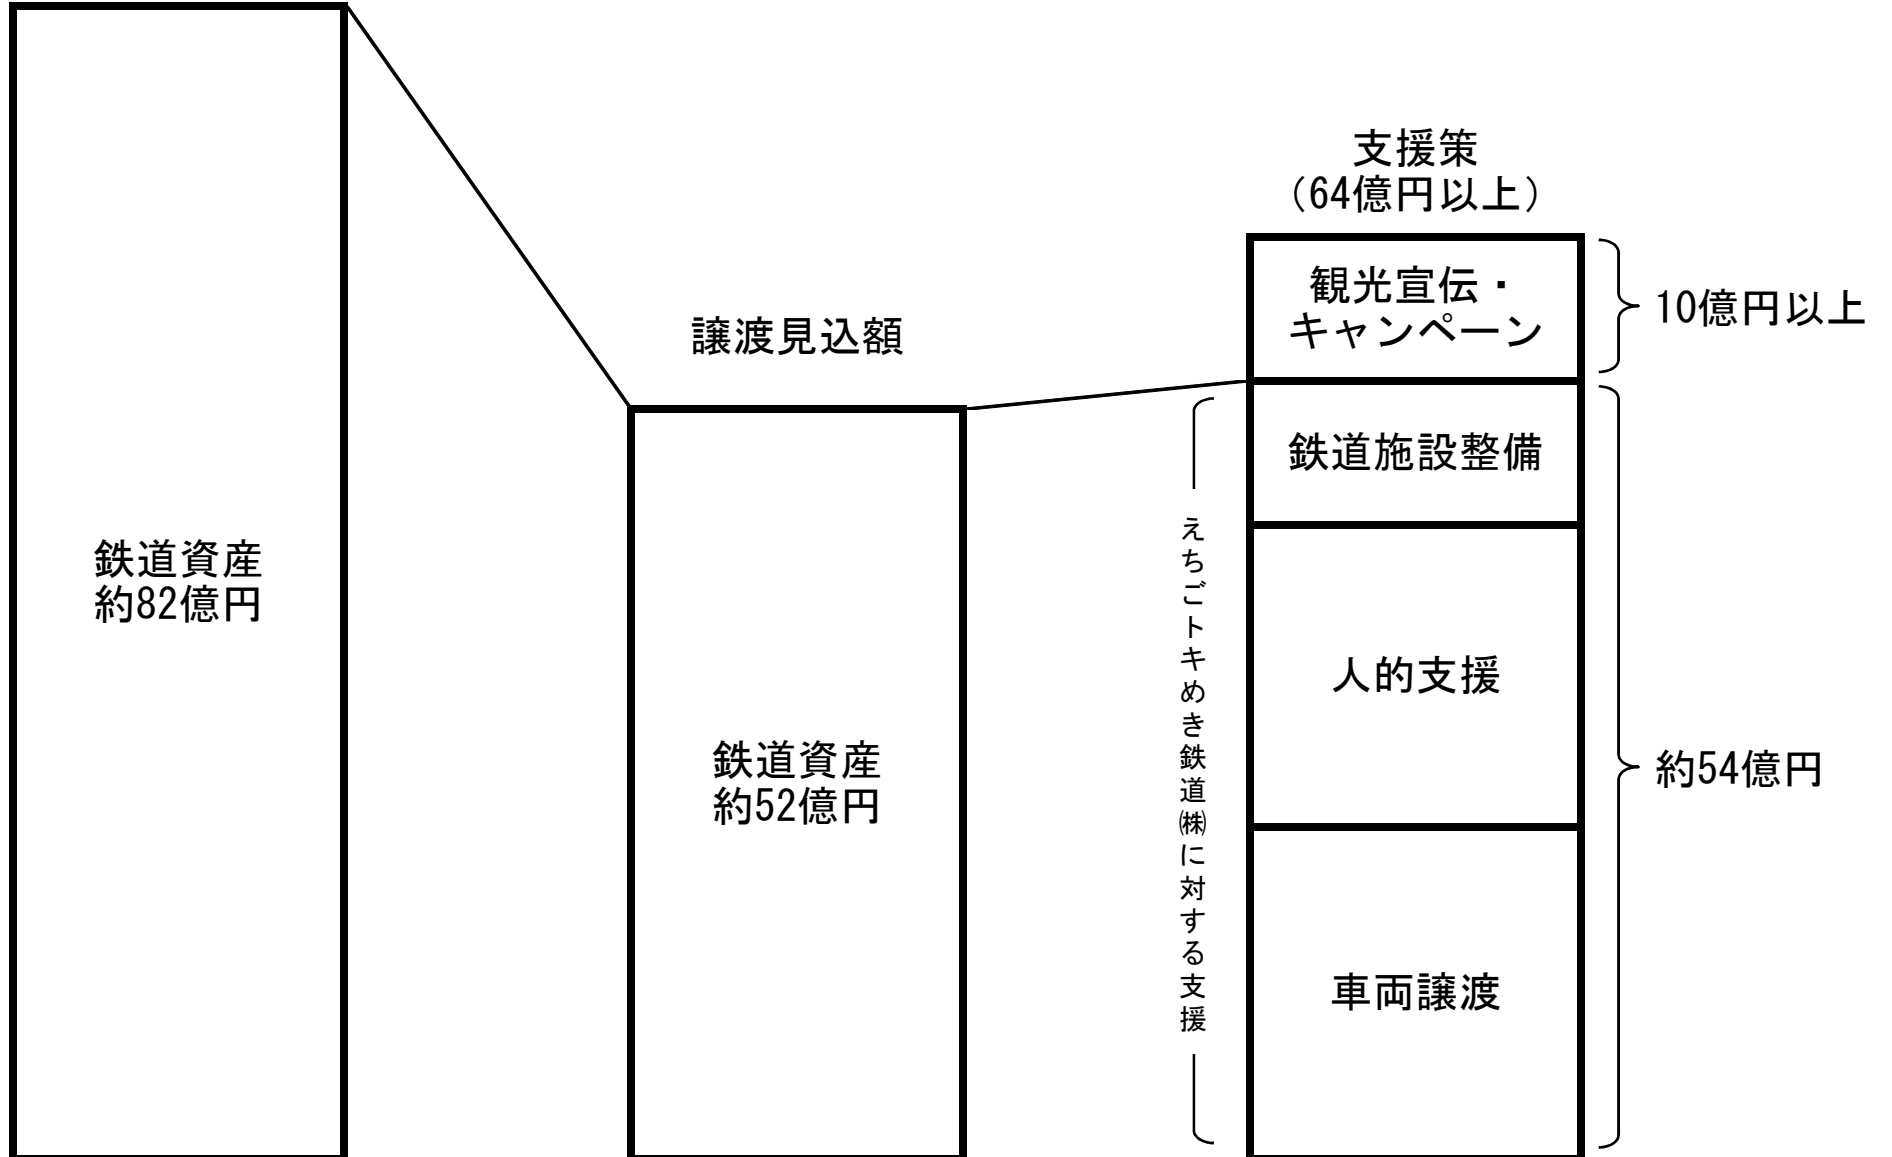 鉄道資産
約82億円
譲渡見込額
鉄道資産
約52億円
支援策
（64億円以上）
観光宣伝・
キャンペーン
10億円以上
鉄道施設整備
人的支援
車両譲渡
約54億円
えちごトキめき鉄道㈱に対する支援